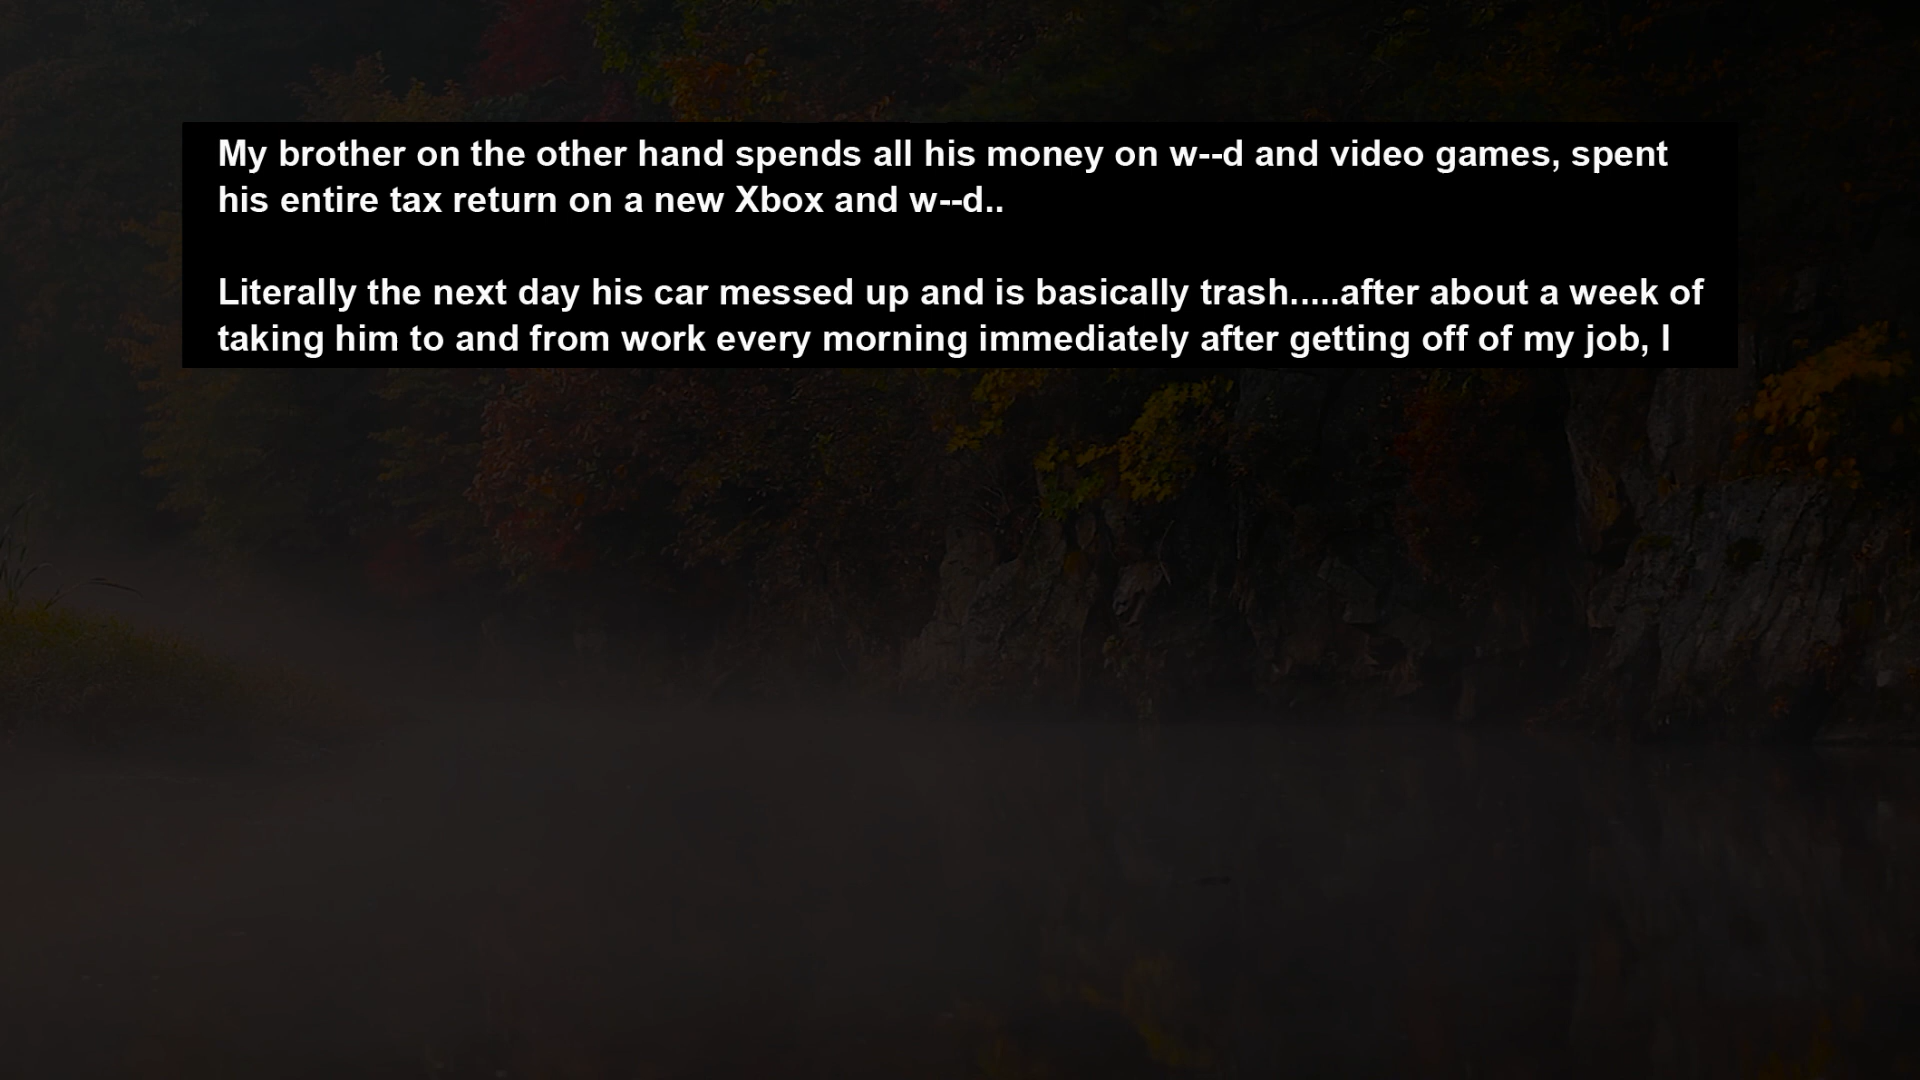 My brother on the other hand spends all his money on w--d and video games, spent
his entire tax return on a new Xbox and w--d..
Literally the next day his car messed up and is basically trash.....after about a week of
taking him to and from work every morning immediately after getting off of my job, I